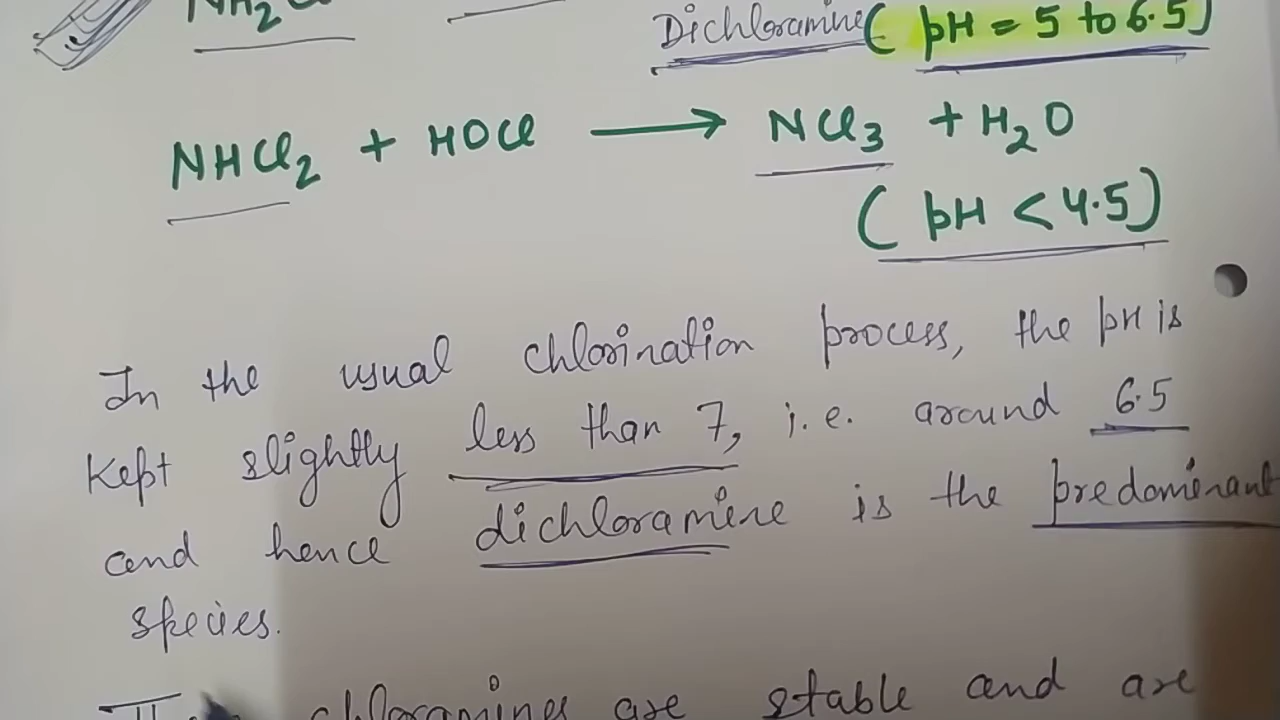 Dichloramine ( pH = 5 to 6.5)
NHCl2 + HOCl → NCl3 + H2O
( pH < 4.5)
In the usual chlorination process, the pH is
Kept slightly less than 7, i.e. around 6.5
and hence dichloramine is the predominant
species.
chloramines are stable and are